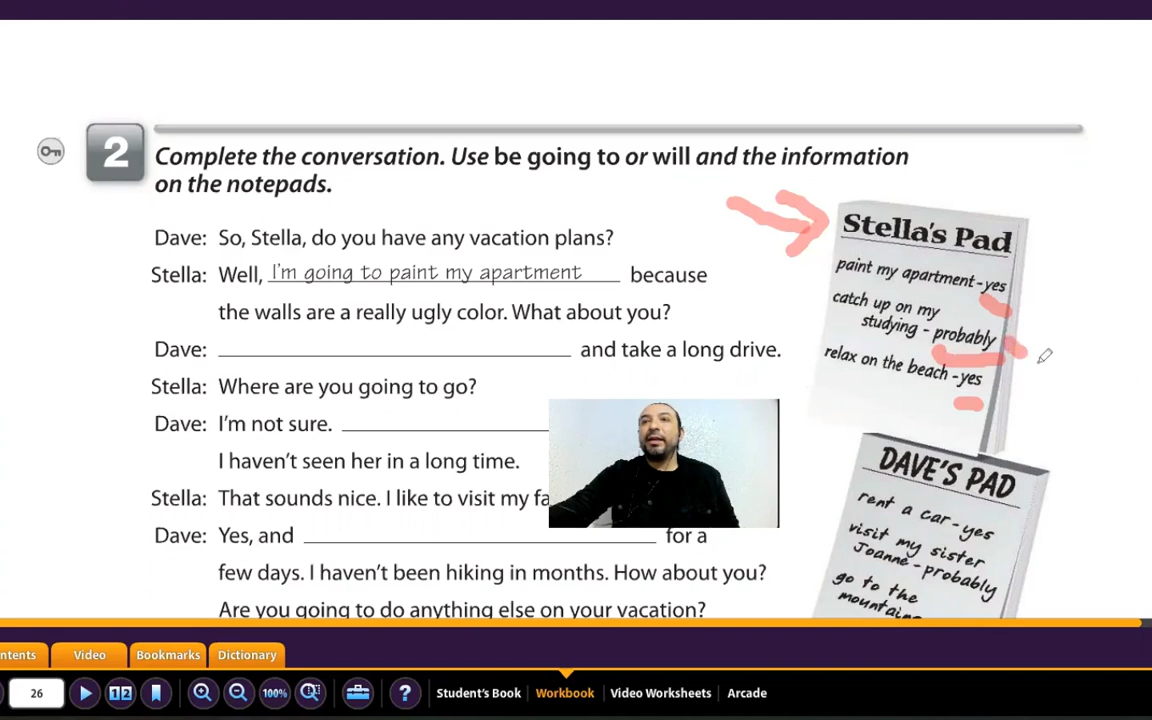 2
Complete the conversation. Use be going to or will and the information
on the notepads.
Dave: So, Stella, do you have any vacation plans?
Stella: Well, I'm going to paint my apartment because
the walls are a really ugly color. What about you?
Dave: and take a long drive.
Stella: Where are you going to go?
Dave: I'm not sure.
I haven't seen her in a long time.
Stella: That sounds nice. I like to visit my fa
Dave: Yes, and for a
few days. I haven't been hiking in months. How about you?
Are you going to do anything else on your vacation?
Stella's Pad
paint my apartment-yes
catch up on my
studying - probably
relax on the beach -yes
DAVE'S PAD
rent a car-yes
visit my sister
Joanne-probably
go to the
mountains
ntents Video Bookmarks Dictionary
26 1 2 100% ? Student's Book Workbook Video Worksheets Arcade